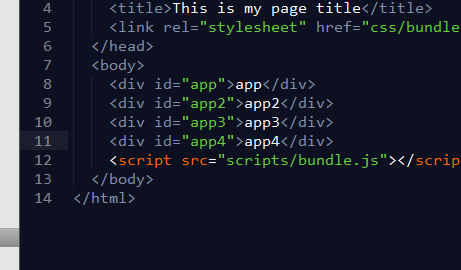 4 <title>This is my page title</title>
5 <link rel="stylesheet" href="css/bundle
6 </head>
7 <body>
8 <div id="app">app</div>
9 <div id="app2">app2</div>
10 <div id="app3">app3</div>
11 <div id="app4">app4</div>
12 <script src="scripts/bundle.js"></scrip
13 </body>
14 </html>